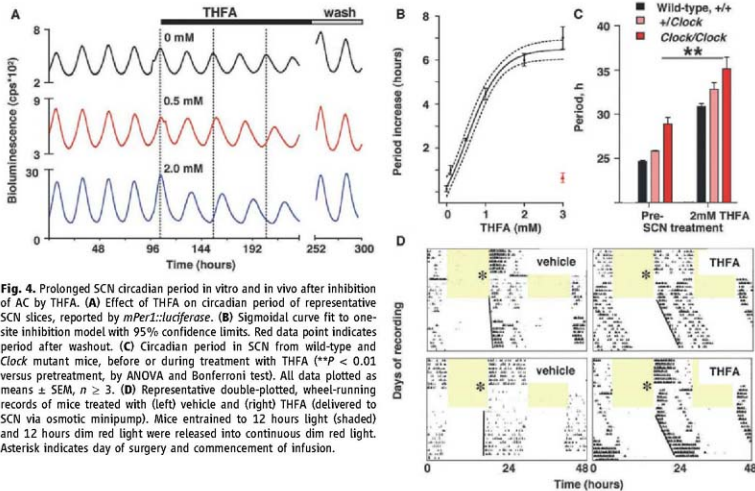 A
THFA
wash
8
2
0 mM
9
3
0.5 mM
30
0
2.0 mM
Bioluminescence (cps*10²)
48
96
144
192
252
300
Time (hours)
B
8
6
4
2
0
Period increase (hours)
0
1
2
3
THFA (mM)
C
Wild-type, +/+
+/Clock
Clock/Clock
**
40
35
30
25
Period, h
Pre-
2mM THFA
SCN treatment
Fig. 4. Prolonged SCN circadian period in vitro and in vivo after inhibition
of AC by THFA. (A) Effect of THFA on circadian period of representative
SCN slices, reported by mPer1::luciferase. (B) Sigmoidal curve fit to one-
site inhibition model with 95% confidence limits. Red data point indicates
period after washout. (C) Circadian period in SCN from wild-type and
Clock mutant mice, before or during treatment with THFA (**P < 0.01
versus pretreatment, by ANOVA and Bonferroni test). All data plotted as
means ± SEM, n ≥ 3. (D) Representative double-plotted, wheel-running
records of mice treated with (left) vehicle and (right) THFA (delivered to
SCN via osmotic minipump). Mice entrained to 12 hours light (shaded)
and 12 hours dim red light were released into continuous dim red light.
Asterisk indicates day of surgery and commencement of infusion.
D
Days of recording
*
vehicle
*
THFA
*
vehicle
*
THFA
0
24
48
0
24
48
Time (hours)